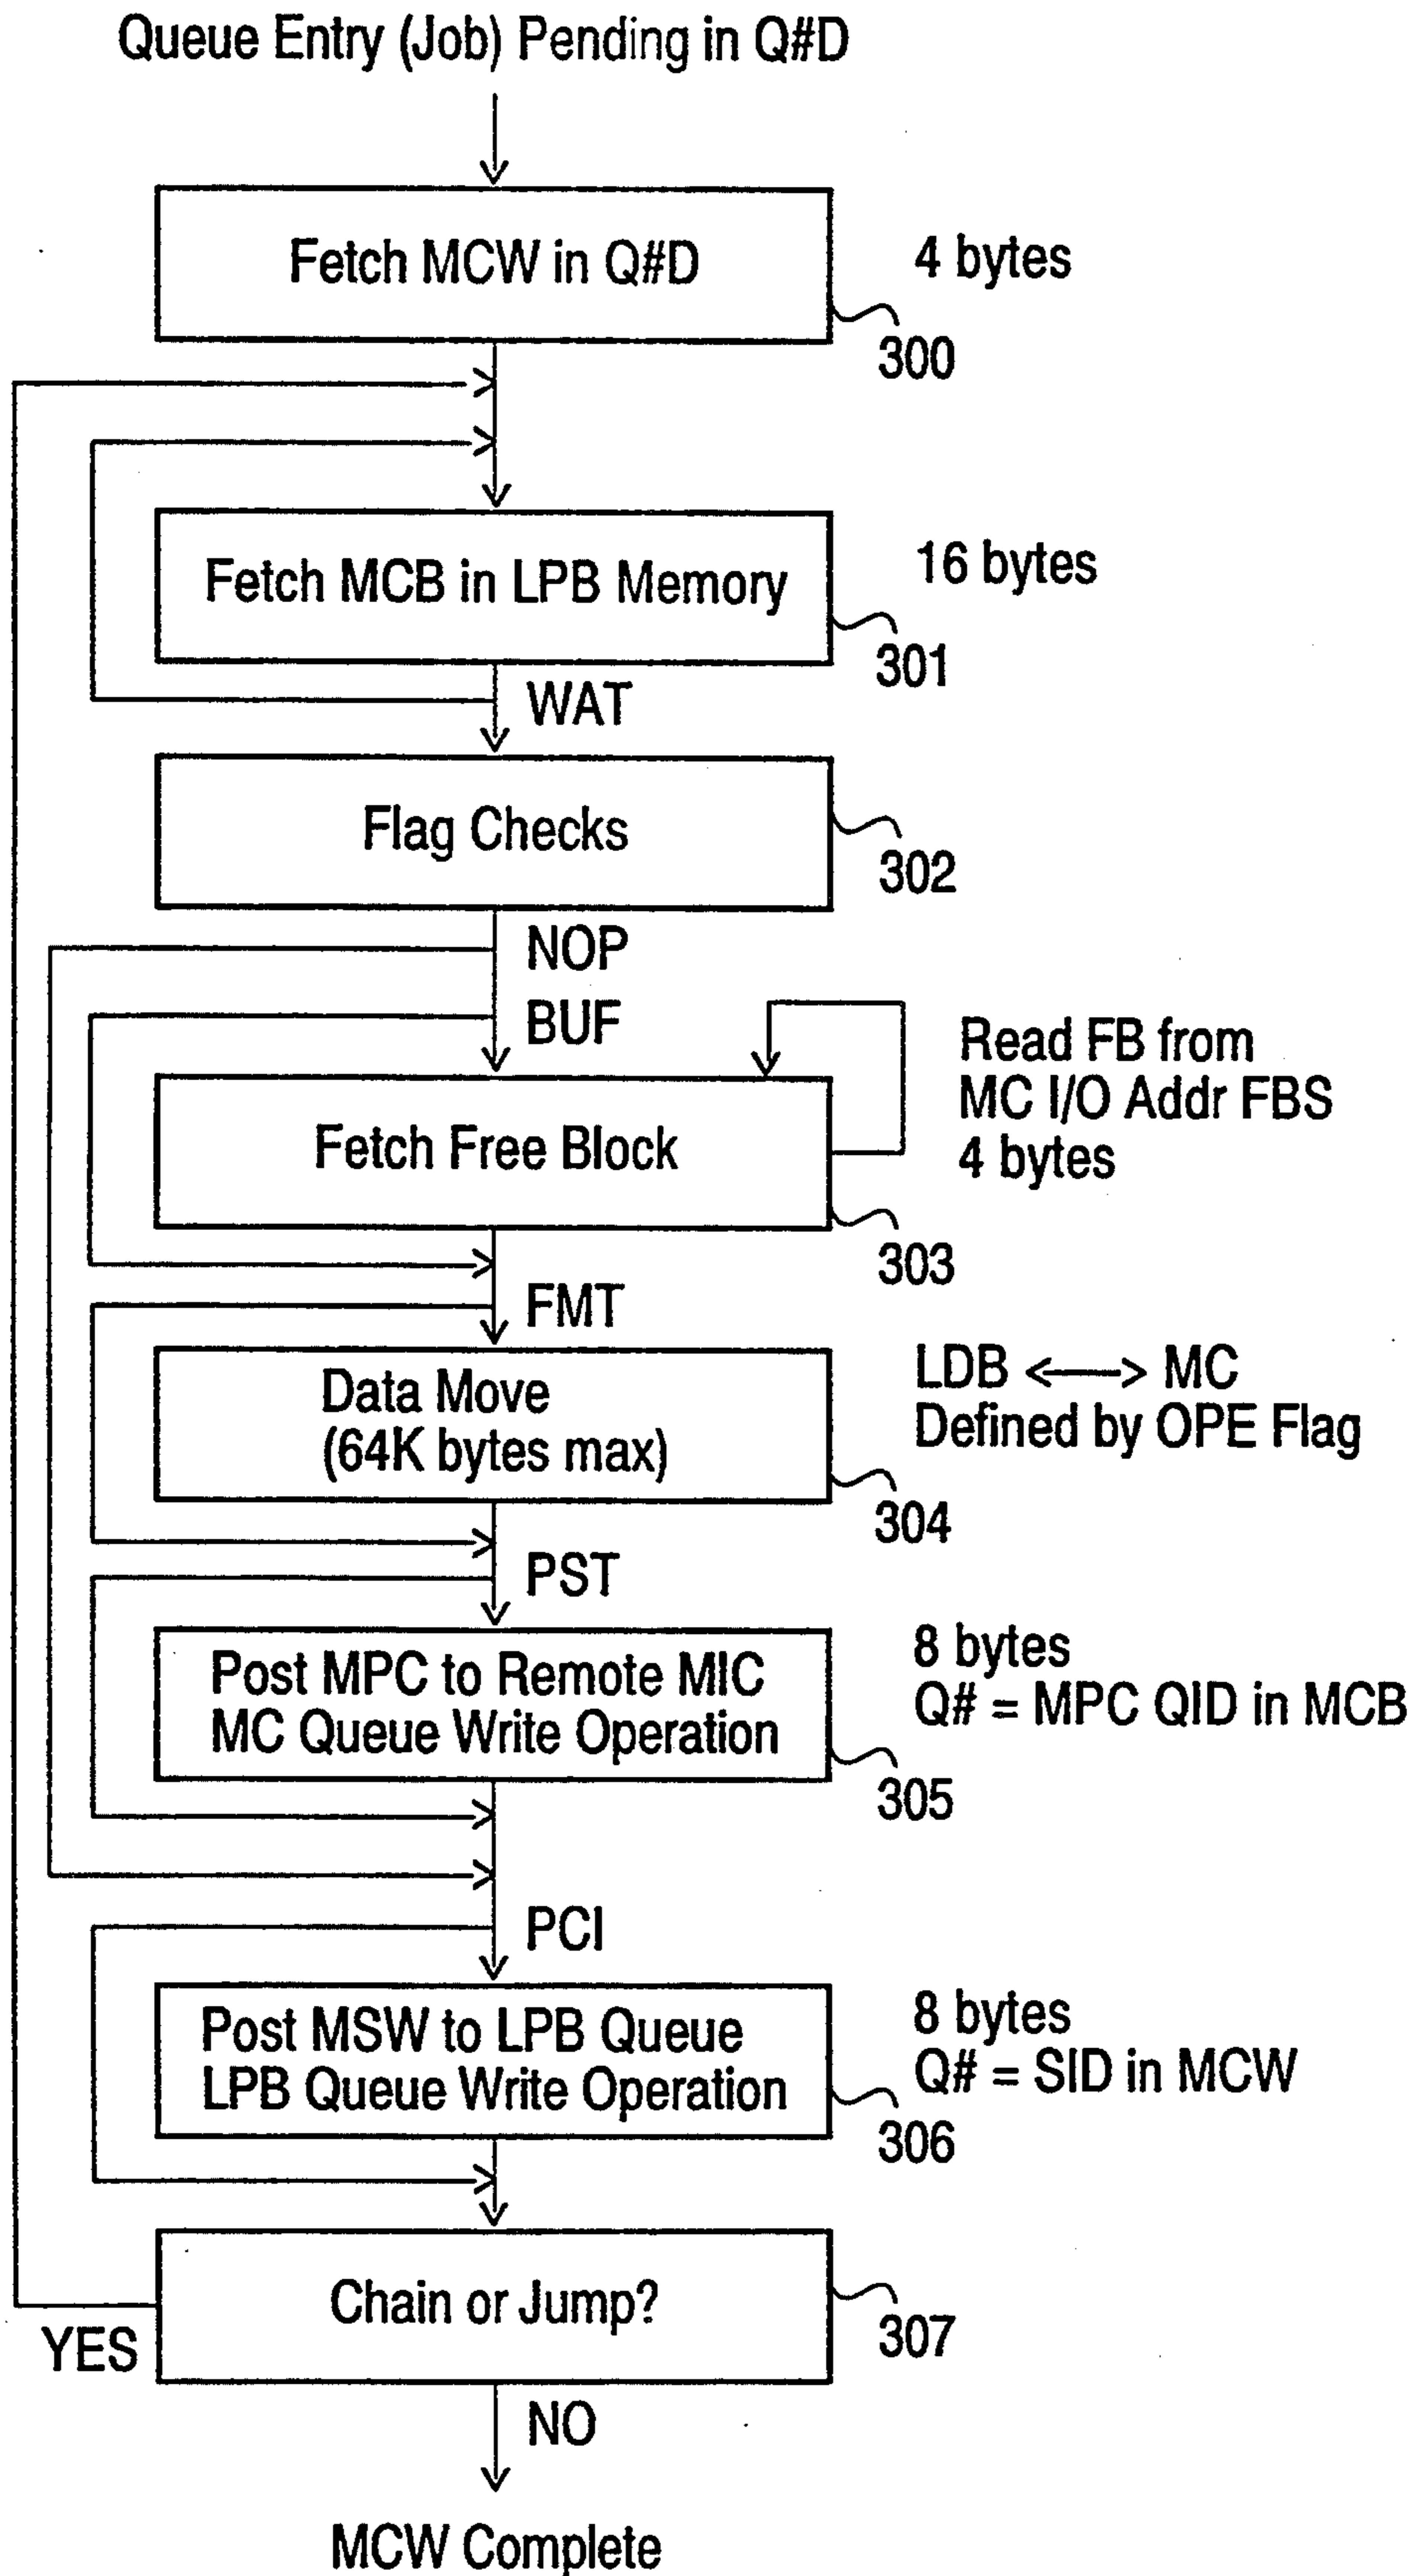 Queue Entry (Job) Pending in Q#D
Fetch MCW in Q#D
4 bytes
300
Fetch MCB in LPB Memory
16 bytes
301
WAT
Flag Checks
302
NOP
BUF
Fetch Free Block
Read FB from
MC I/O Addr FBS
4 bytes
303
FMT
Data Move
(64K bytes max)
LDB <—> MC
Defined by OPE Flag
304
PST
Post MPC to Remote MIC
MC Queue Write Operation
8 bytes
Q# = MPC QID in MCB
305
PCI
Post MSW to LPB Queue
LPB Queue Write Operation
8 bytes
Q# = SID in MCW
306
Chain or Jump?
307
YES
NO
MCW Complete